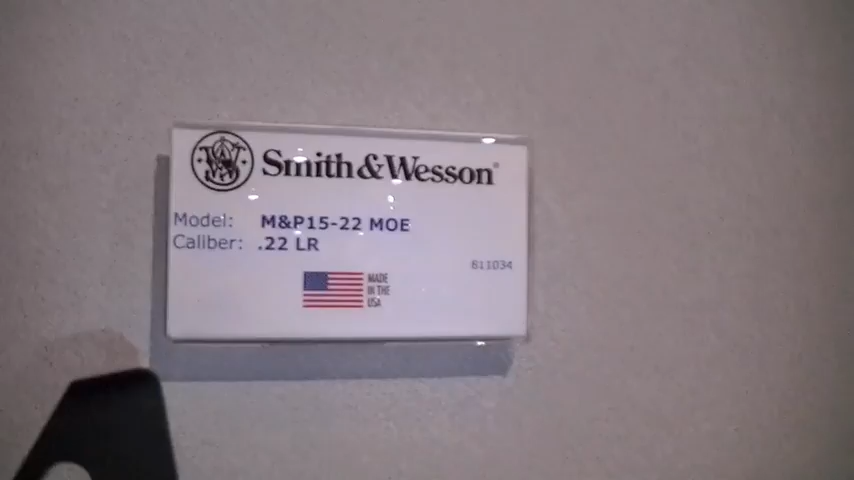 Smith & Wesson®
Model: M&P15-22 MOE
Caliber: .22 LR
811034
MADE
IN THE
USA